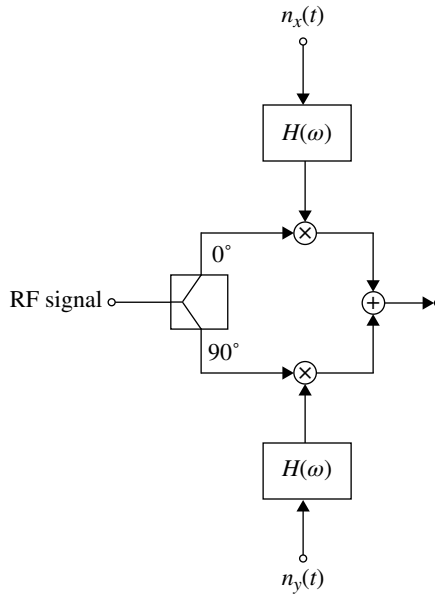 n_x(t)
H(ω)
0°
RF signal
90°
H(ω)
n_y(t)